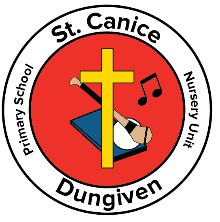 St. Canice
Primary School
Nursery Unit
Dungiven